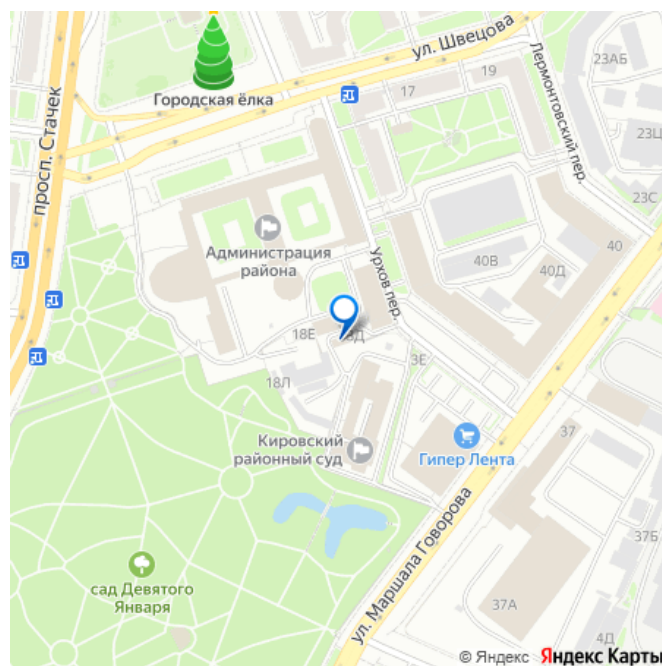 ул. Швецова
Лермонтовский пер.
23АБ
19
17
Городская ёлка
просп. Стачек
23Ц
23С
Администрация
района
Урхов пер.
40
40В
40Д
18Е
18Л
3Е
Кировский
районный суд
Гипер Лента
37
ул. Маршала Говорова
сад Девятого
Января
37Б
37А
4Д
© Яндекс Яндекс Карты